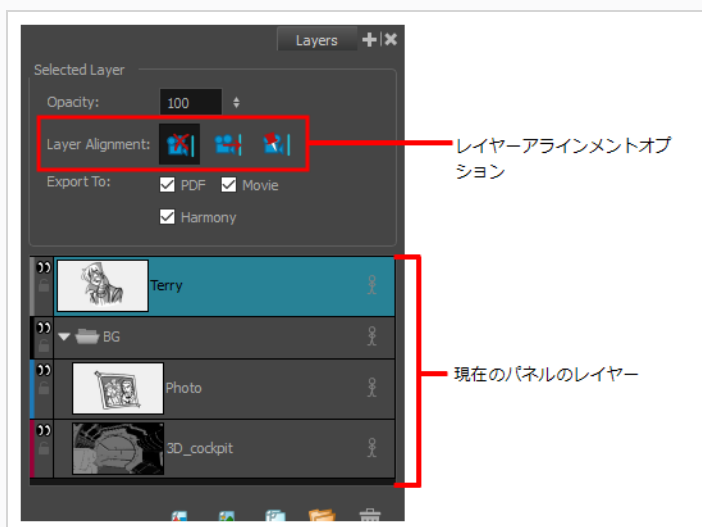 Layers
Selected Layer
Opacity: 100
Layer Alignment:
Export To: PDF Movie
Harmony
レイヤーアラインメントオプ
ション
Terry
BG
Photo
3D_cockpit
現在のパネルのレイヤー